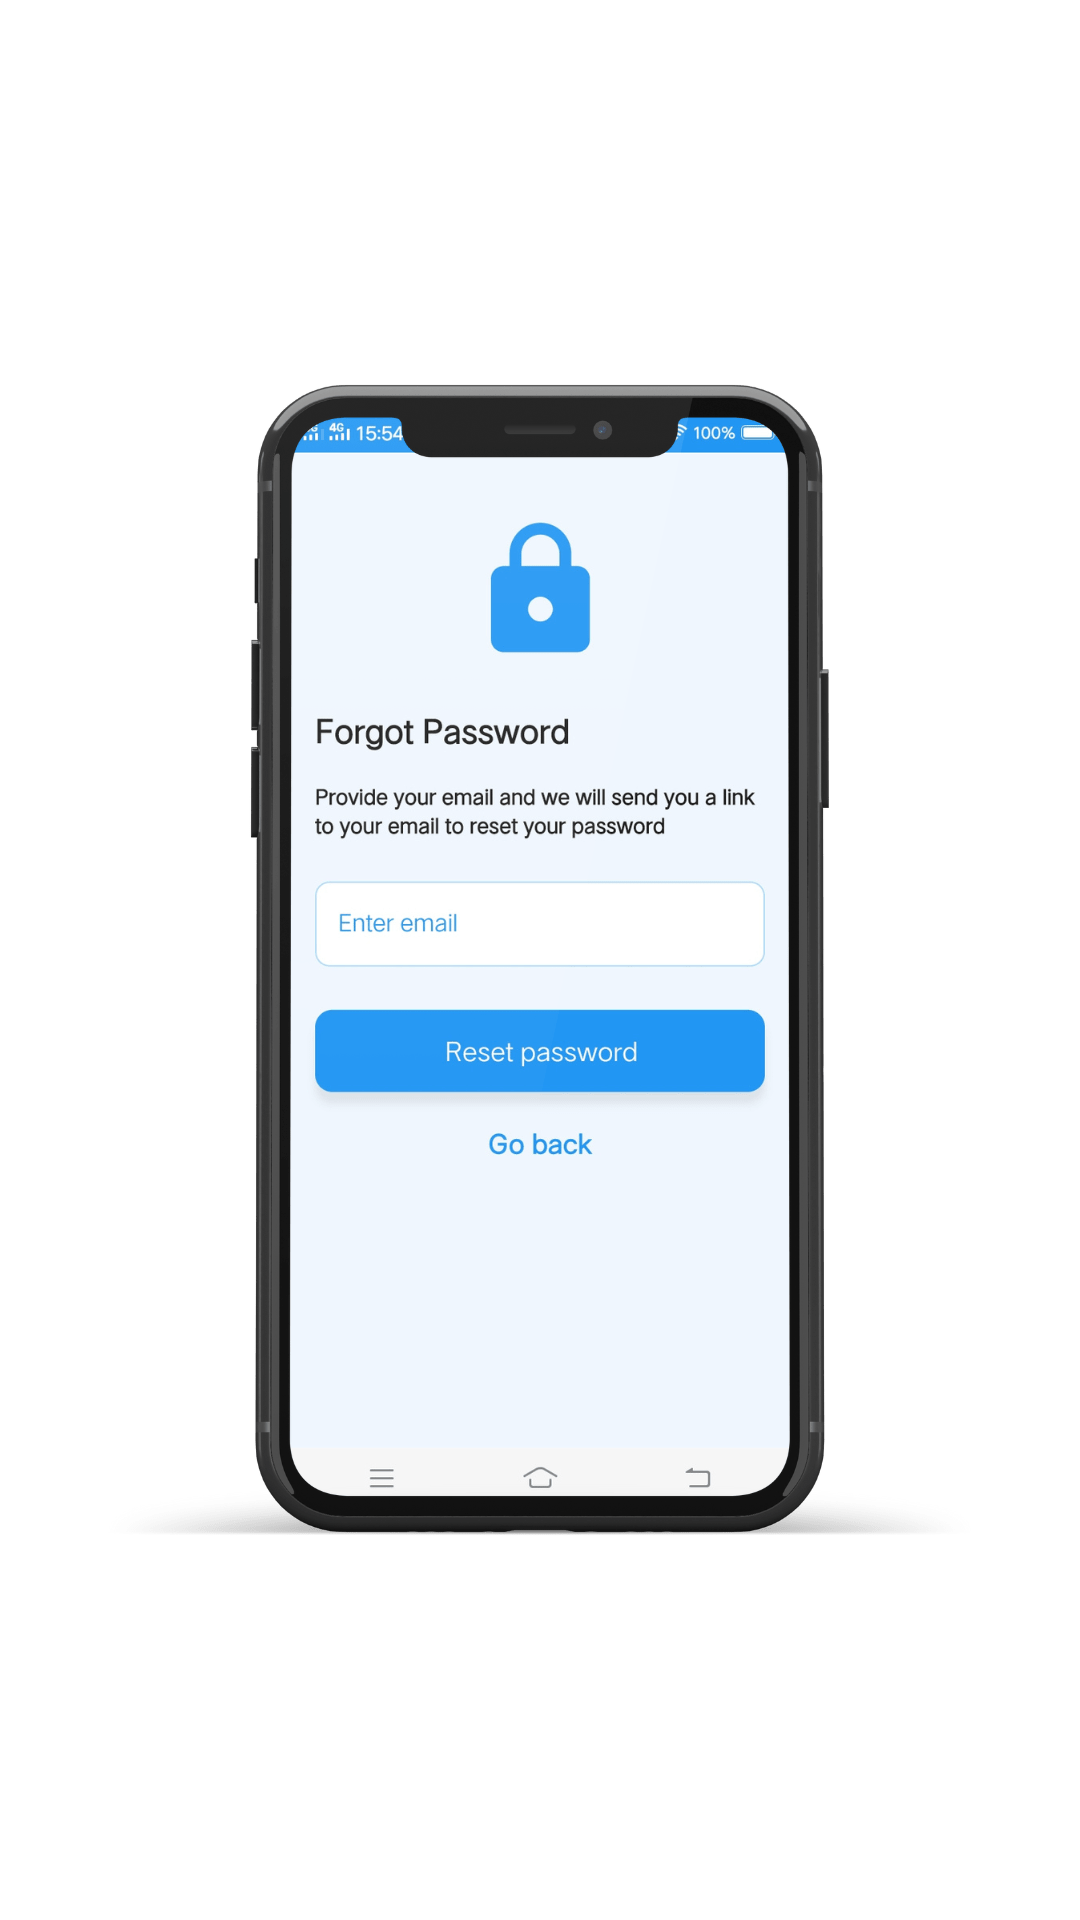 4G 15:54 100%
Forgot Password
Provide your email and we will send you a link
to your email to reset your password
Enter email
Reset password
Go back